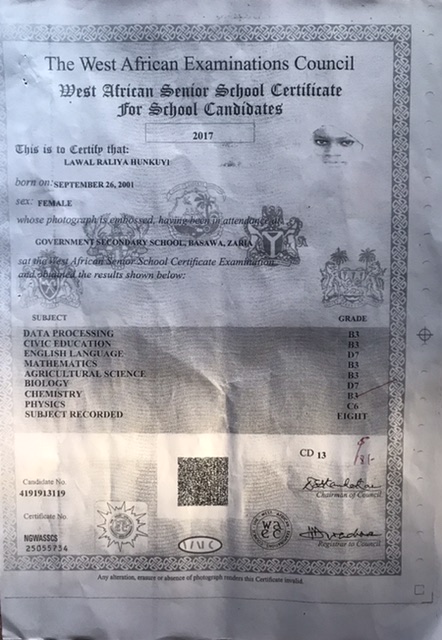 The West African Examinations Council
West African Senior School Certificate
For School Candidates
2017
This is to Certify that:
LAWAL RALIYA HUNKUYI
born on: SEPTEMBER 26, 2001
sex: FEMALE
whose photograph is embossed, having been in attendance at
GOVERNMENT SECONDARY SCHOOL, BASAWA, ZARIA
sat the West African Senior School Certificate Examination
and obtained the results shown below:
SUBJECT GRADE
DATA PROCESSING B3
CIVIC EDUCATION B3
ENGLISH LANGUAGE D7
MATHEMATICS B3
AGRICULTURAL SCIENCE B3
BIOLOGY D7
CHEMISTRY B3
PHYSICS C6
SUBJECT RECORDED EIGHT
CD 13
Candidate No.
4191913119
Chairman of Council
Certificate No.
NGWASSCS
25055734
Registrar to Council
Any alteration, erasure or absence of photograph renders this Certificate invalid.